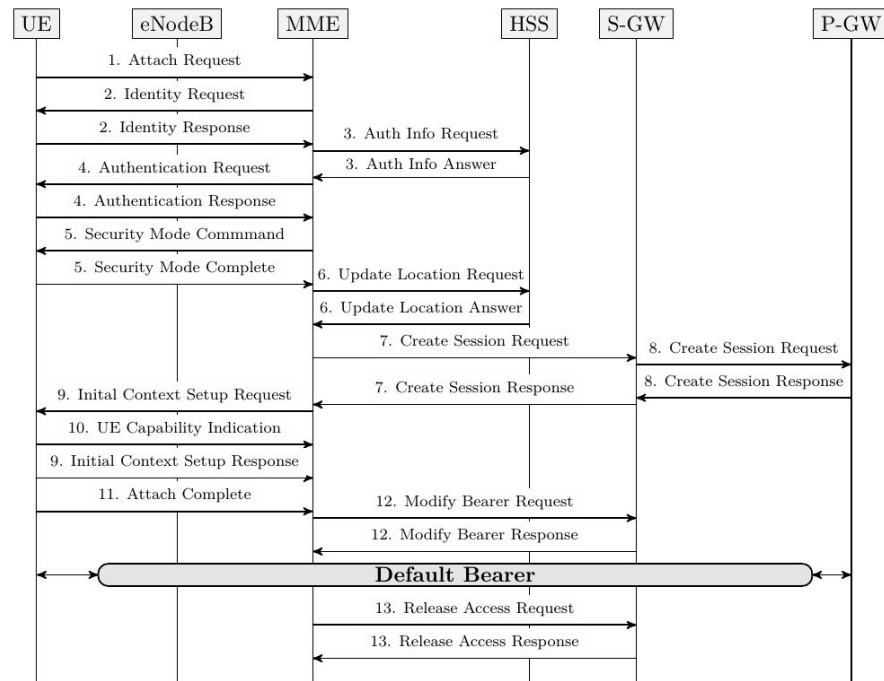 UE eNodeB MME HSS S-GW P-GW
1. Attach Request
2. Identity Request
2. Identity Response
3. Auth Info Request
3. Auth Info Answer
4. Authentication Request
4. Authentication Response
5. Security Mode Commmand
5. Security Mode Complete
6. Update Location Request
6. Update Location Answer
7. Create Session Request
8. Create Session Request
8. Create Session Response
7. Create Session Response
9. Inital Context Setup Request
10. UE Capability Indication
9. Initial Context Setup Response
11. Attach Complete
12. Modify Bearer Request
12. Modify Bearer Response
Default Bearer
13. Release Access Request
13. Release Access Response